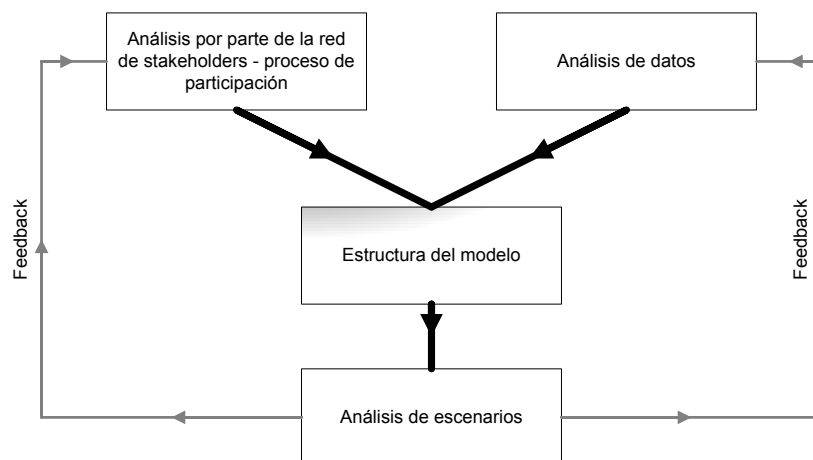 Análisis por parte de la red
de stakeholders - proceso de
participación
Análisis de datos
Feedback
Estructura del modelo
Feedback
Análisis de escenarios